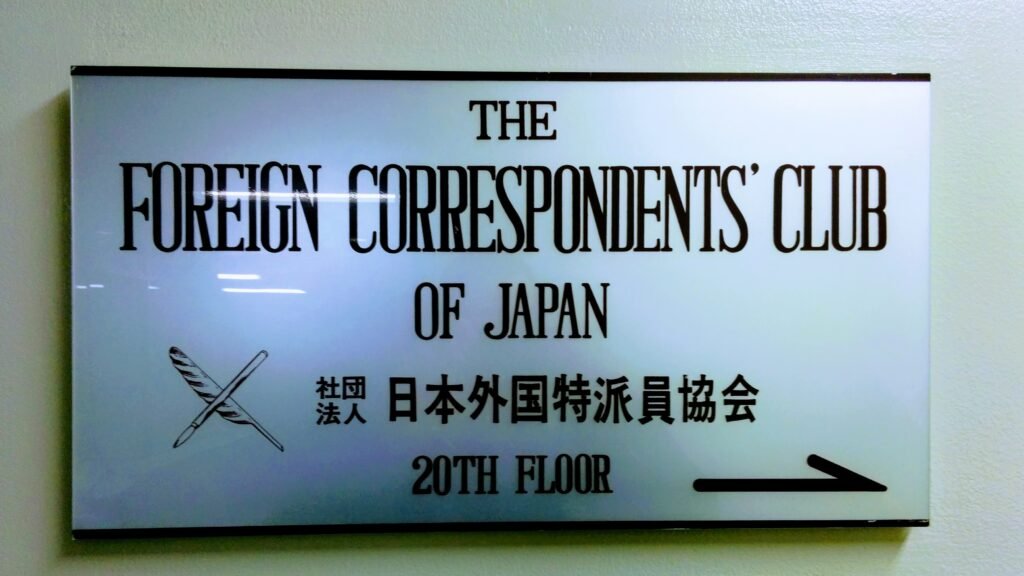 THE
FOREIGN CORRESPONDENTS' CLUB
OF JAPAN
社団
法人 日本外国特派員協会
20TH FLOOR